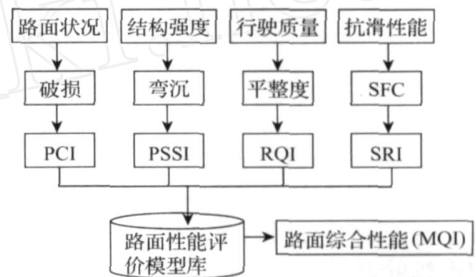 路面状况 结构强度 行驶质量 抗滑性能
破损 弯沉 平整度 SFC
PCI PSSI RQI SRI
路面性能评
价模型库
路面综合性能(MQI)